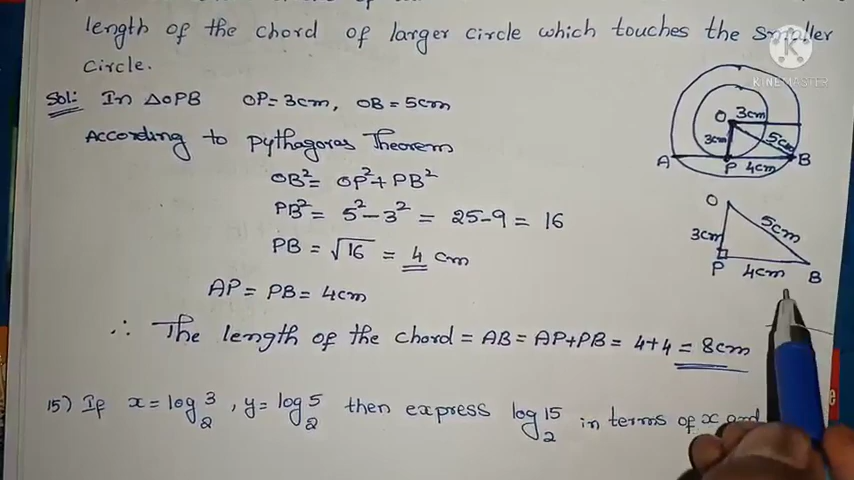 length of the chord of larger circle which touches the smaller
circle.
Sol: In △OPB OP = 3cm, OB = 5cm
According to pythagoras Theorem
OB² = OP² + PB²
PB² = 5² - 3² = 25 - 9 = 16
PB = √16 = 4 cm
AP = PB = 4cm
∴ The length of the chord = AB = AP + PB = 4 + 4 = 8cm
15) If x = log₂3, y = log₂5 then express log₂15 in terms of x and
K
KINEMASTER
O 3cm
3cm 5cm
A P 4cm B
O
3cm 5cm
P 4cm B